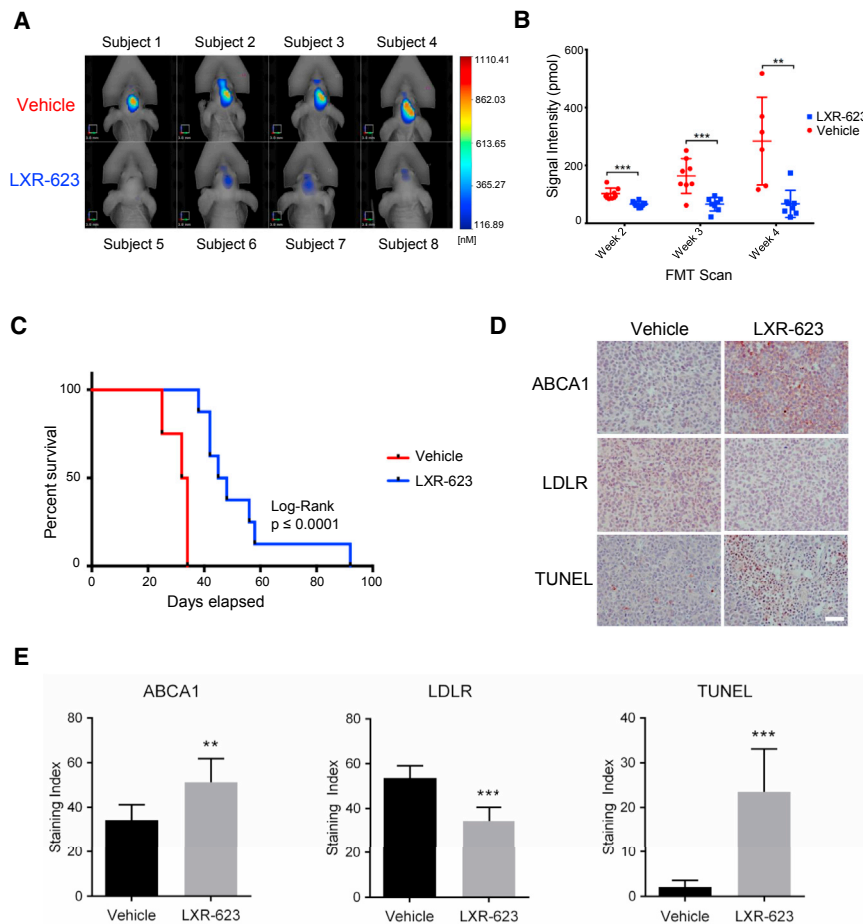 A
Subject 1 Subject 2 Subject 3 Subject 4
Vehicle
LXR-623
Subject 5 Subject 6 Subject 7 Subject 8
1110.41
862.03
613.65
365.27
116.89
[nM]
B
Signal Intensity (pmol)
600
400
200
0
***
***
**
LXR-623
Vehicle
Week 2
Week 3
Week 4
FMT Scan
C
Percent survival
100
50
0
0 20 40 60 80 100
Days elapsed
Vehicle
LXR-623
Log-Rank
p ≤ 0.0001
D
Vehicle LXR-623
ABCA1
LDLR
TUNEL
E
ABCA1
Staining Index
80
60
40
20
0
**
Vehicle LXR-623
LDLR
Staining Index
80
60
40
20
0
***
Vehicle LXR-623
TUNEL
Staining Index
40
30
20
10
0
***
Vehicle LXR-623